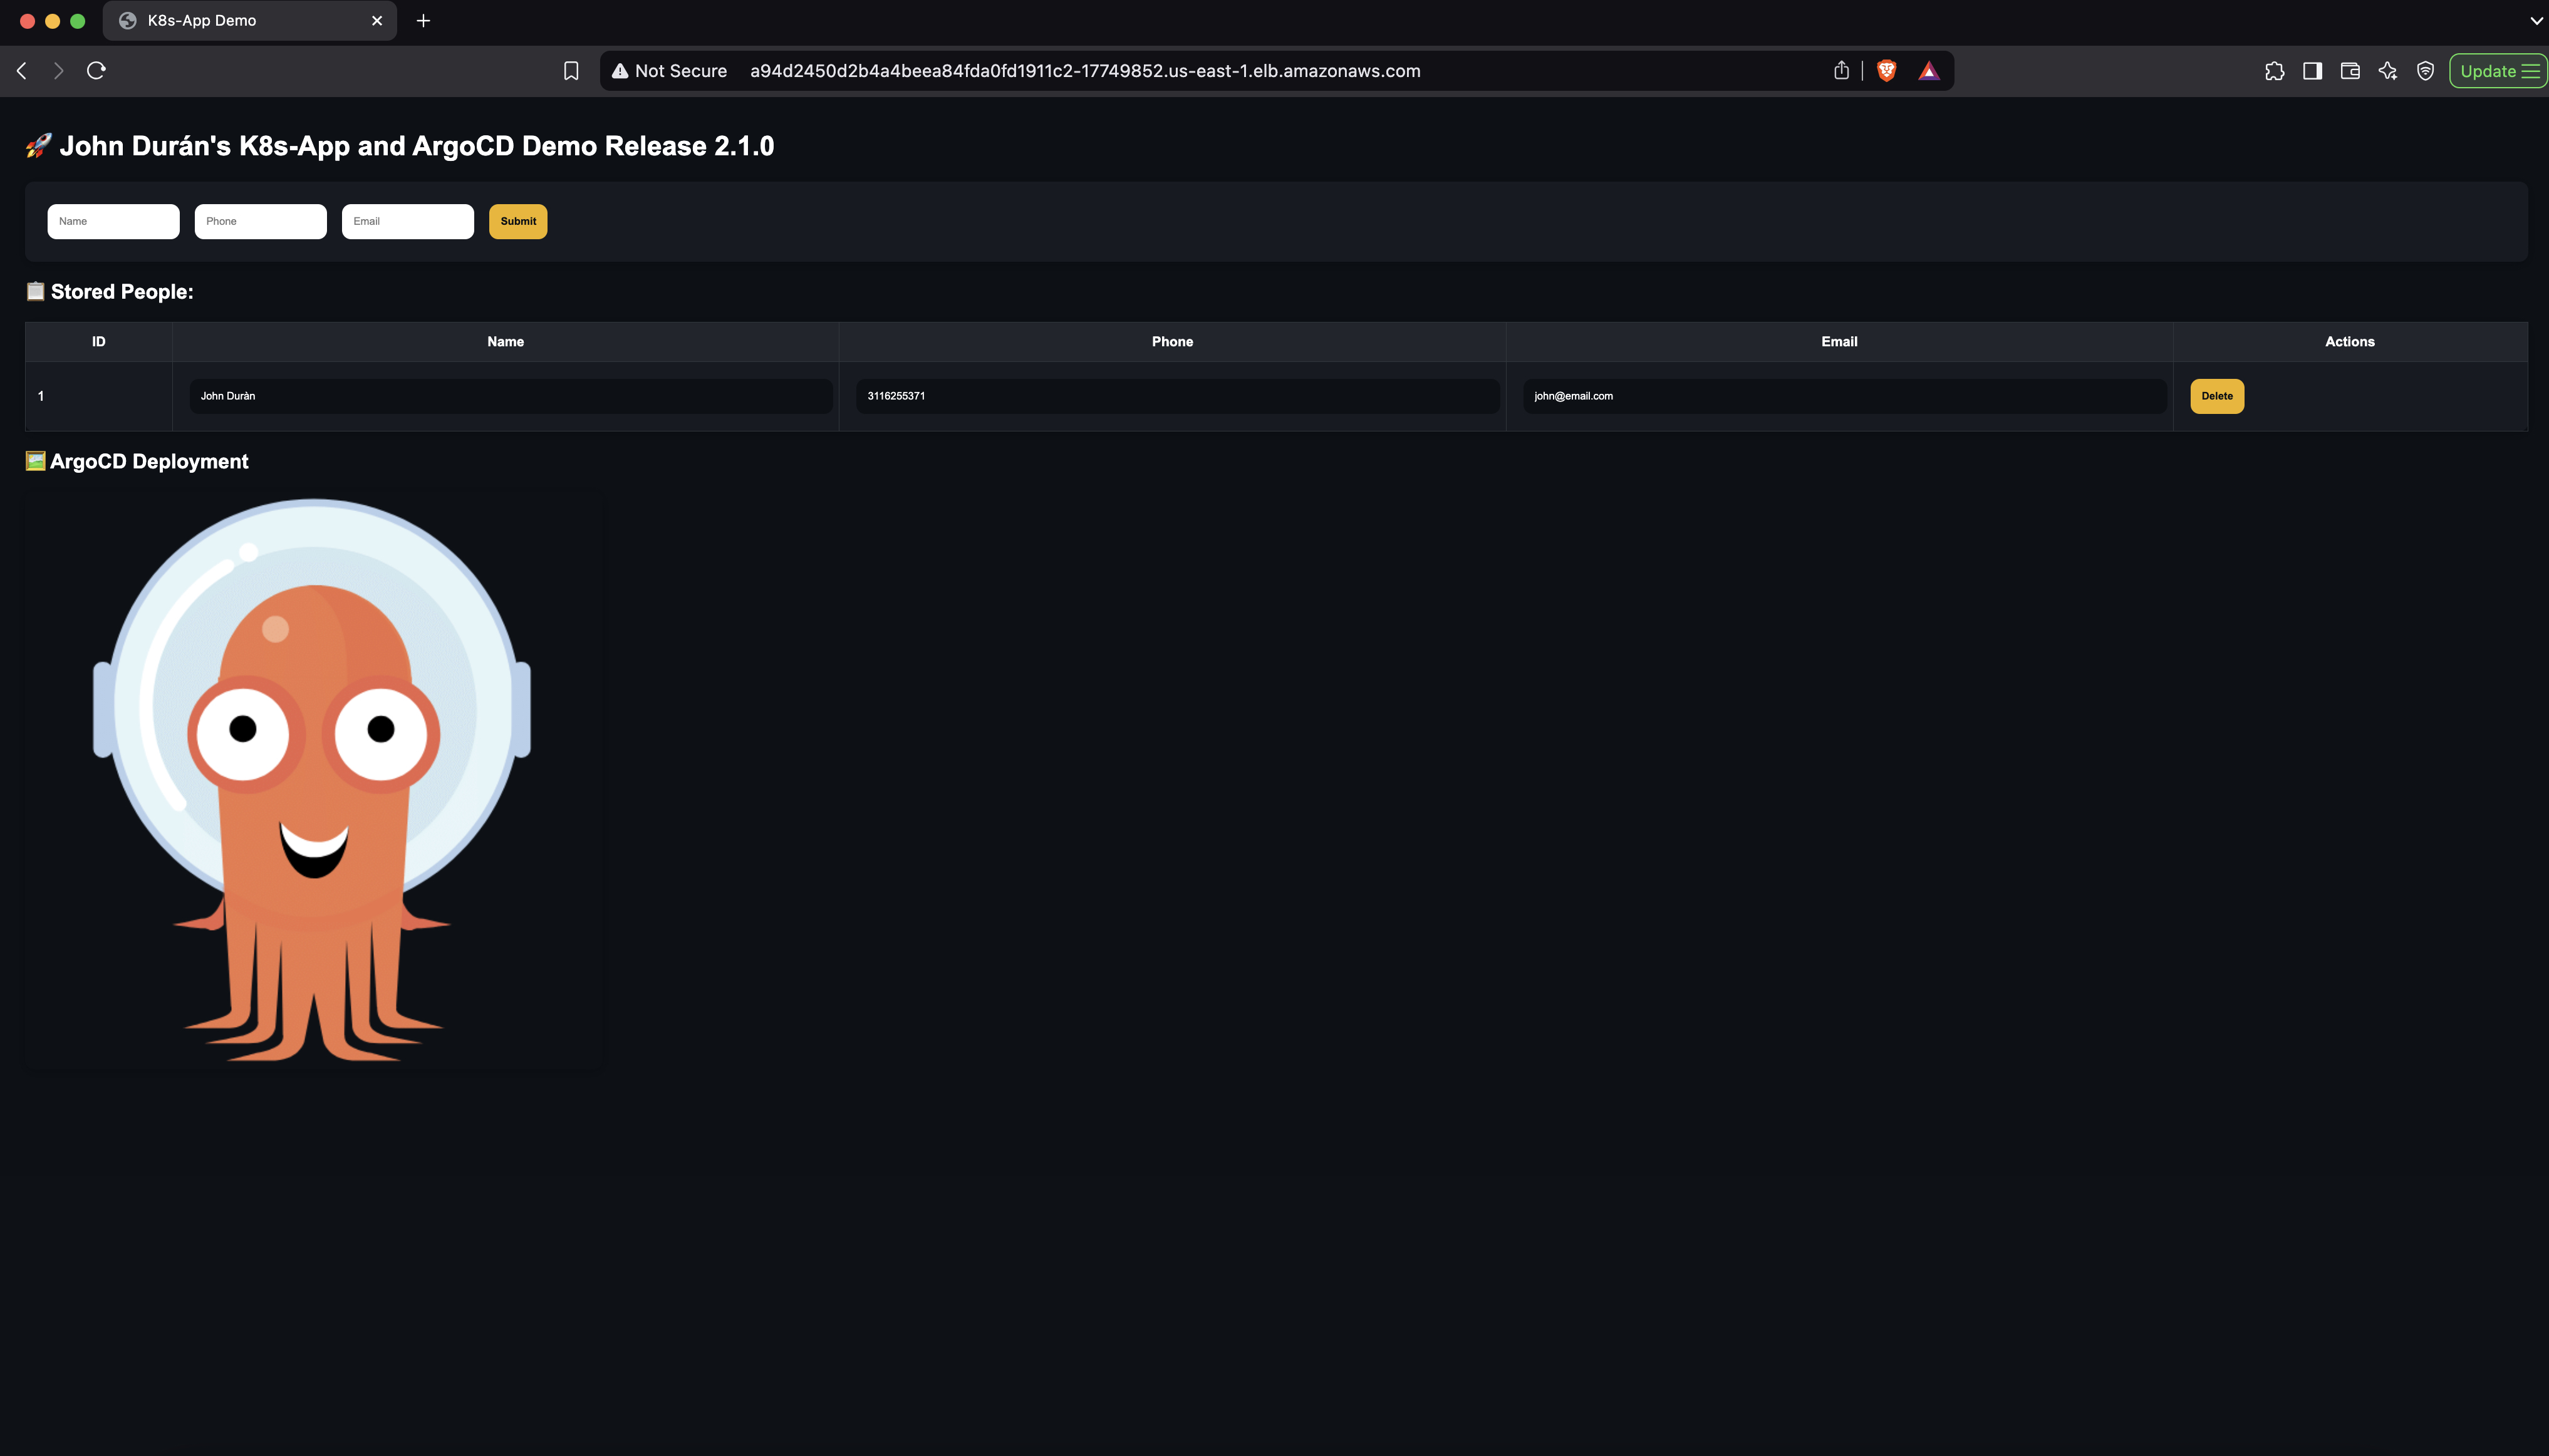 K8s-App Demo
Not Secure a94d2450d2b4a4beea84fda0fd1911c2-17749852.us-east-1.elb.amazonaws.com
Update
🚀 John Durán's K8s-App and ArgoCD Demo Release 2.1.0
Name Phone Email Submit
📋 Stored People:
ID Name Phone Email Actions
1 John Duràn 3116255371 john@email.com Delete
🖼️ ArgoCD Deployment